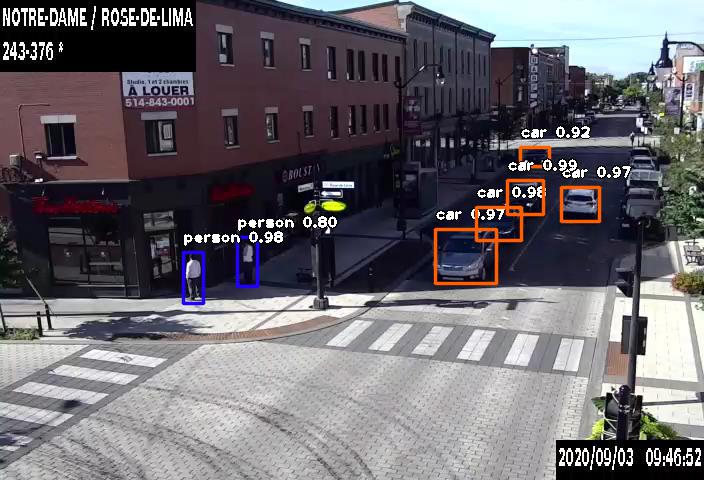 NOTRE-DAME / ROSE-DE-LIMA
243-376 *
Studio, 1 et 2 chambres
À LOUER
514-843-0001
BOUSTAN
car 0.92
car 0.99
car 0.97
car 0.98
car 0.97
person 0.80
person 0.98
2020/09/03 09:46:52